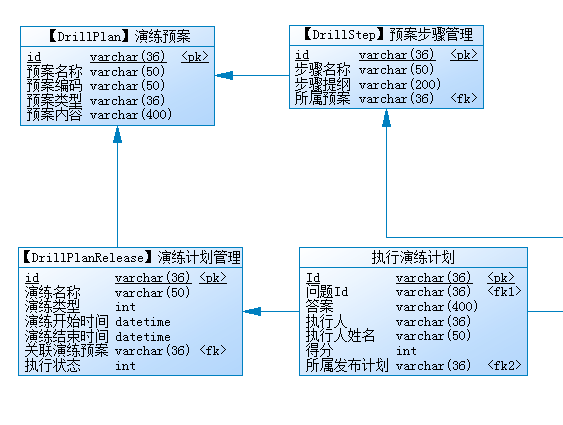 【DrillPlan】演练预案
id varchar(36) <pk>
预案名称 varchar(50)
预案编码 varchar(50)
预案类型 varchar(36)
预案内容 varchar(400)
【DrillStep】预案步骤管理
id varchar(36) <pk>
步骤名称 varchar(50)
步骤提纲 varchar(200)
所属预案 varchar(36) <fk>
【DrillPlanRelease】演练计划管理
id varchar(36) <pk>
演练名称 varchar(50)
演练类型 int
演练开始时间 datetime
演练结束时间 datetime
关联演练预案 varchar(36) <fk>
执行状态 int
执行演练计划
Id varchar(36) <pk>
问题Id varchar(36) <fk1>
答案 varchar(400)
执行人 varchar(36)
执行人姓名 varchar(50)
得分 int
所属发布计划 varchar(36) <fk2>